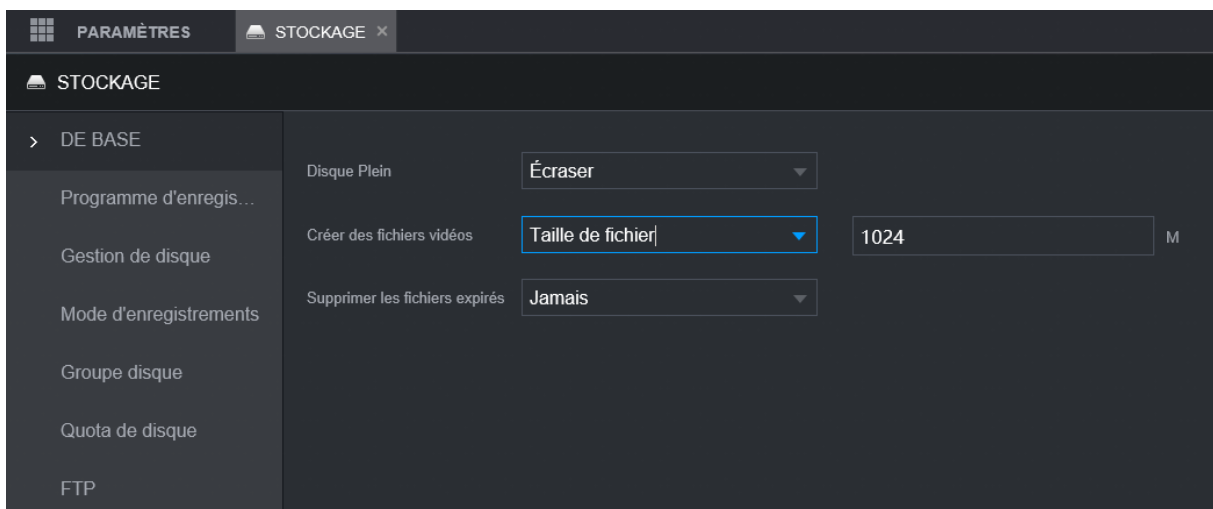 PARAMÈTRES STOCKAGE ×
STOCKAGE
DE BASE
Disque Plein Écraser
Programme d'enregis...
Créer des fichiers vidéos Taille de fichier 1024 M
Gestion de disque
Supprimer les fichiers expirés Jamais
Mode d'enregistrements
Groupe disque
Quota de disque
FTP